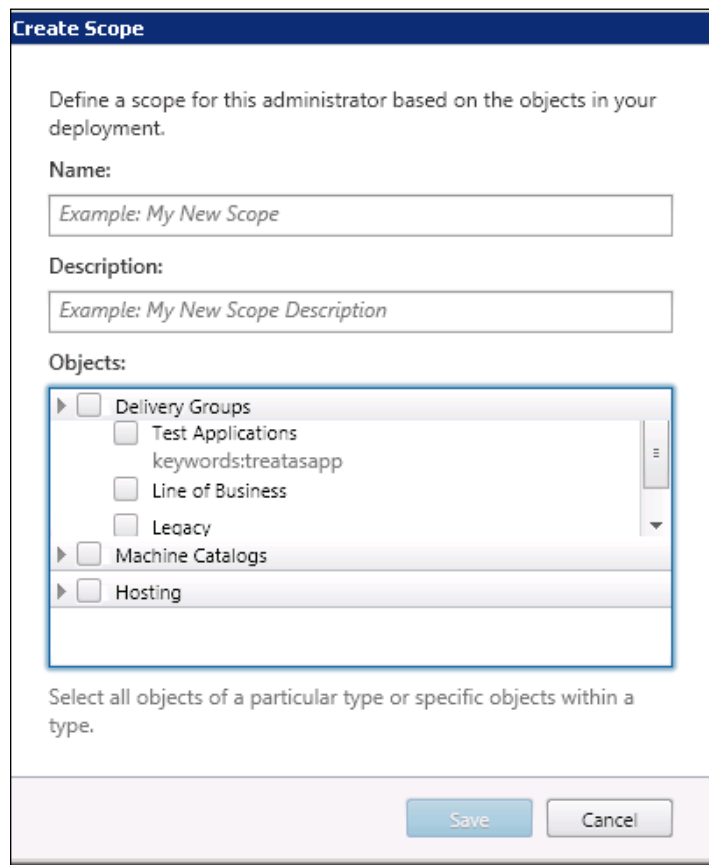 Create Scope
Define a scope for this administrator based on the objects in your
deployment.
Name:
Example: My New Scope
Description:
Example: My New Scope Description
Objects:
Delivery Groups
Test Applications
keywords:treatasapp
Line of Business
Legacy
Machine Catalogs
Hosting
Select all objects of a particular type or specific objects within a
type.
Save
Cancel